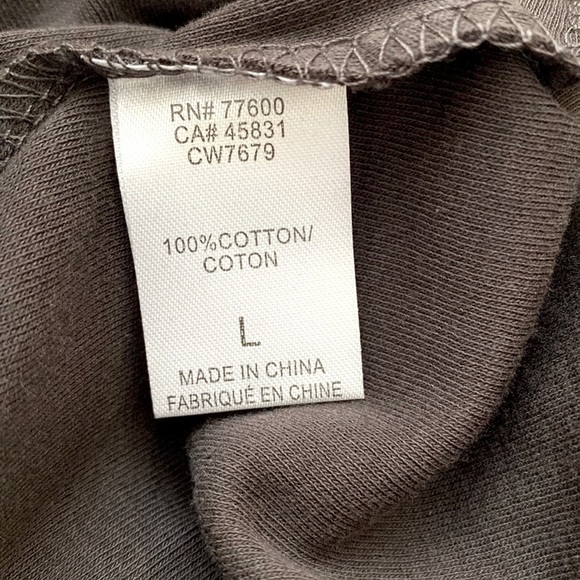 RN# 77600
CA# 45831
CW7679
100%COTTON/
COTON
L
MADE IN CHINA
FABRIQUÉ EN CHINE